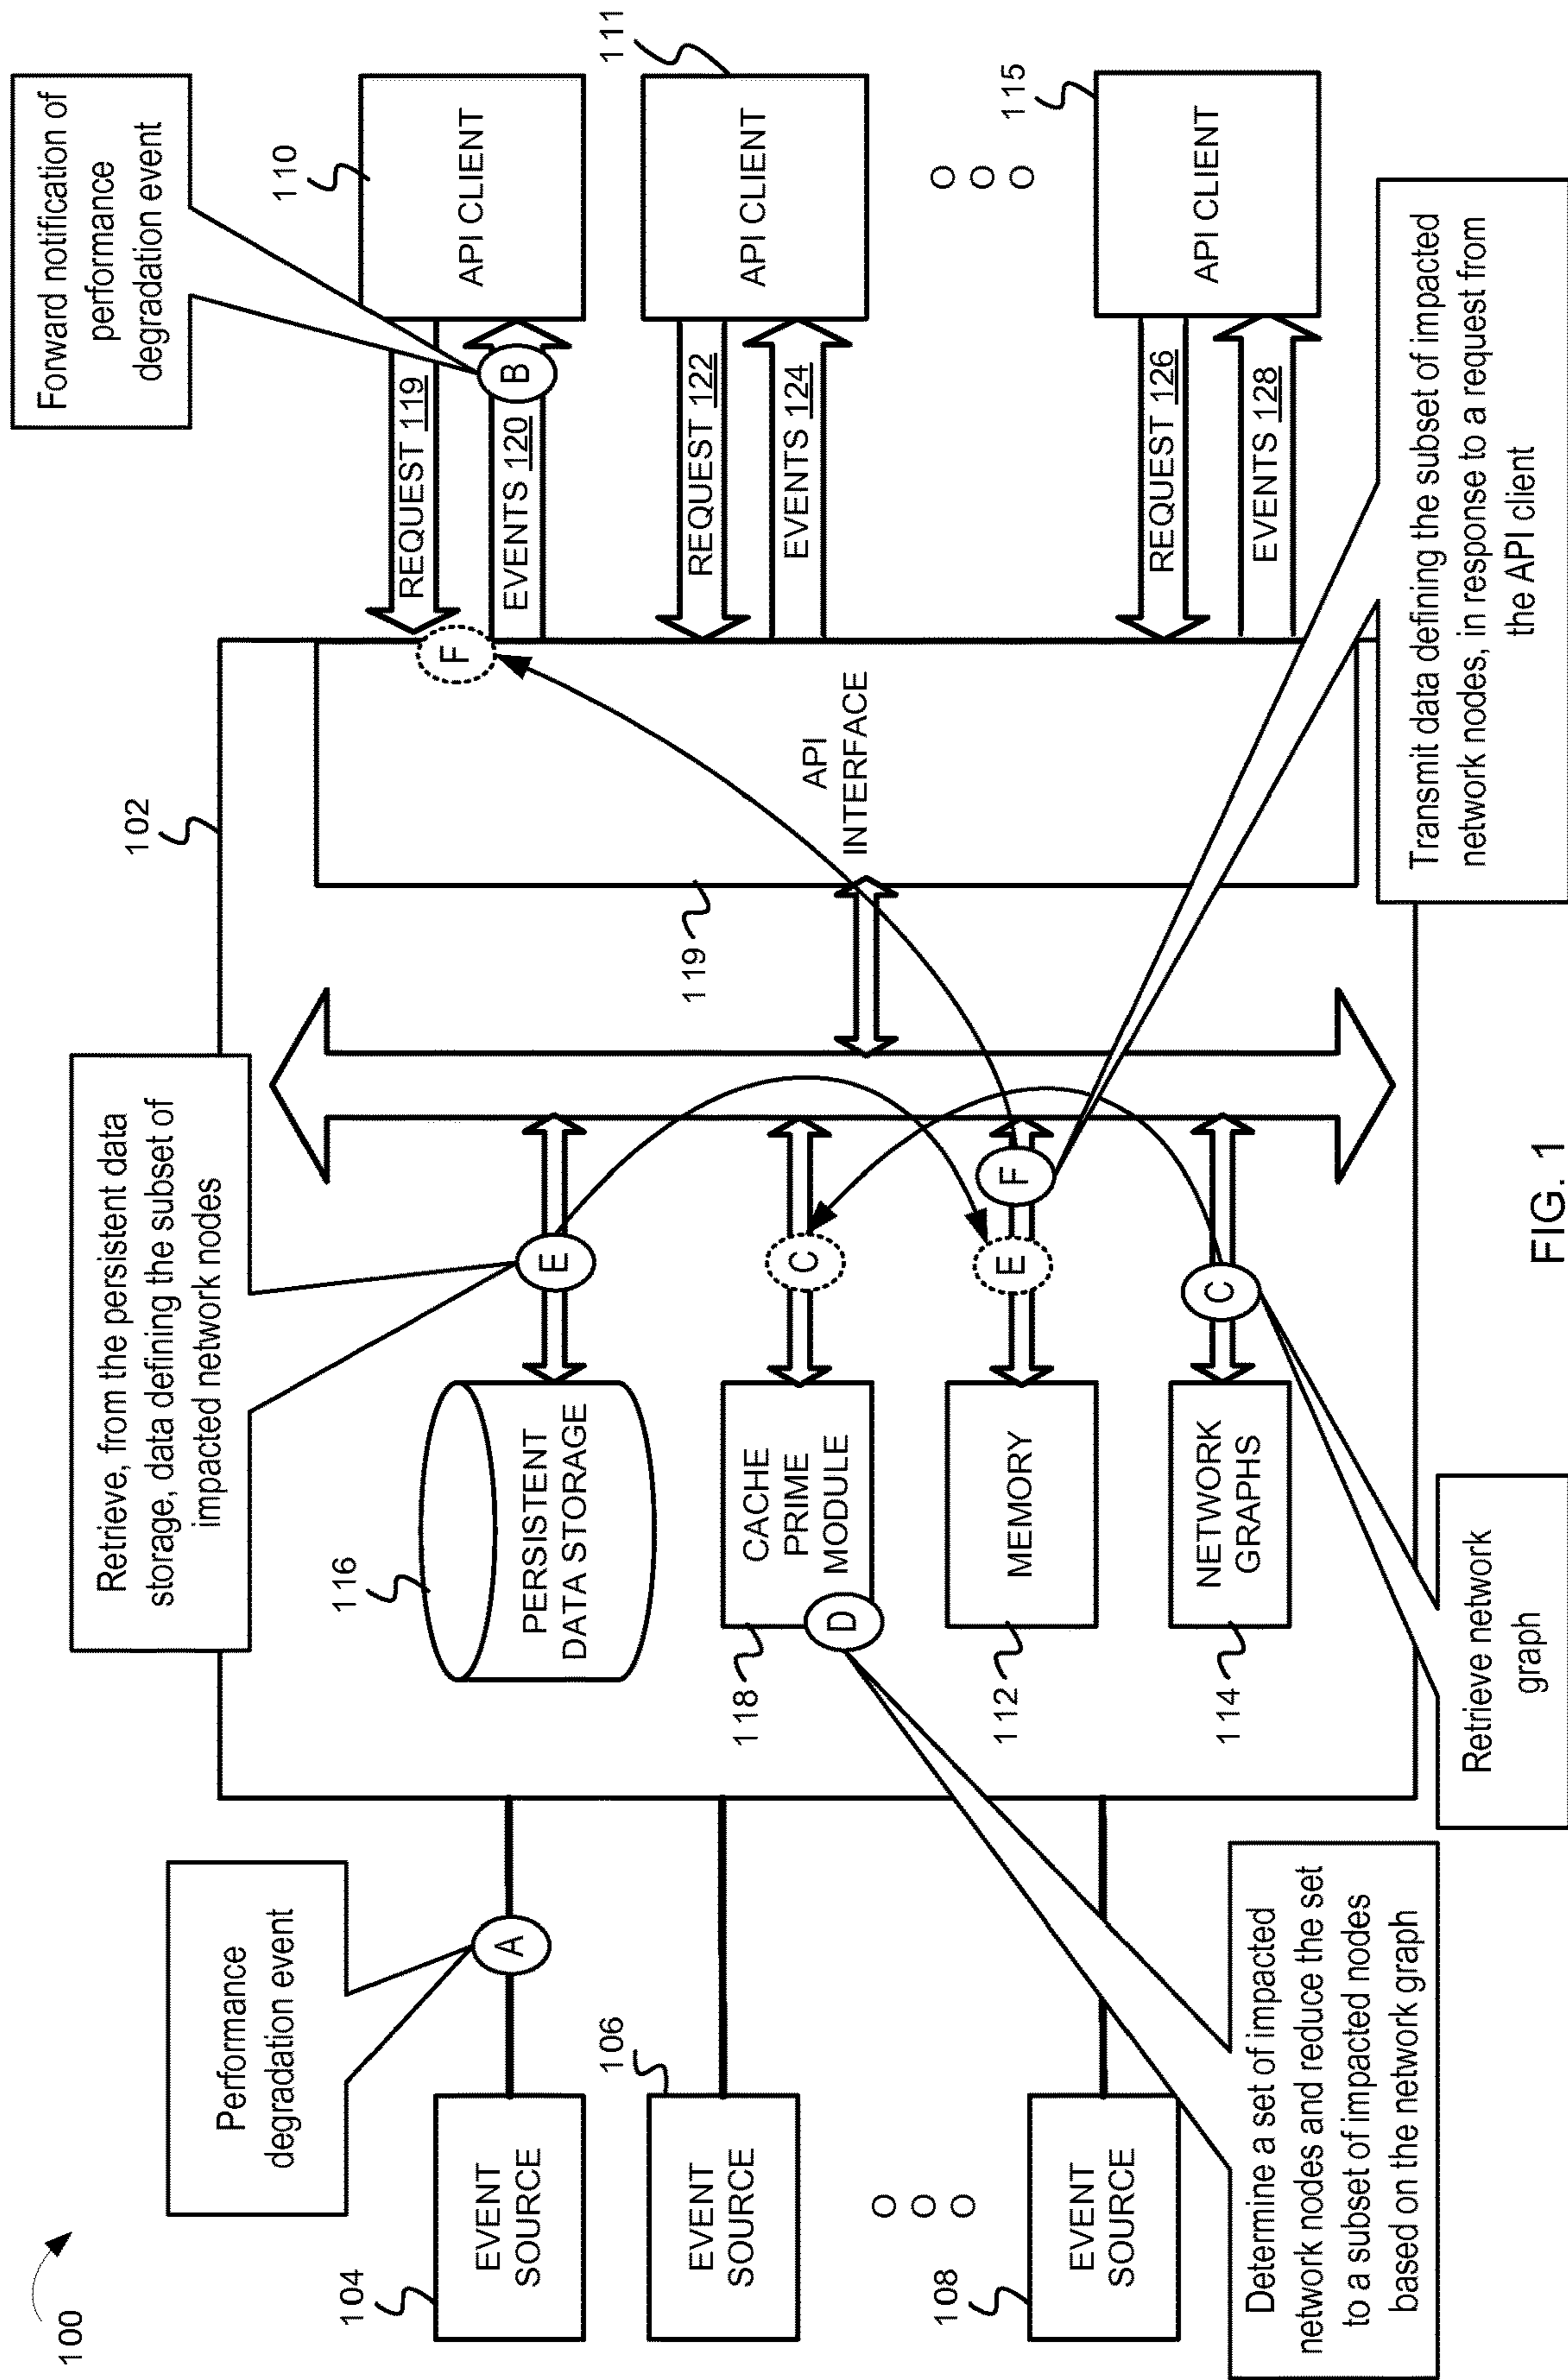 100
Performance
degradation event
A
104
EVENT
SOURCE
106
EVENT
SOURCE
108
EVENT
SOURCE
Determine a set of impacted
network nodes and reduce the set
to a subset of impacted nodes
based on the network graph
102
Retrieve, from the persistent data
storage, data defining the subset of
impacted network nodes
116
PERSISTENT
DATA STORAGE
E
118
CACHE
PRIME
MODULE
D
C
112
MEMORY
E
F
114
NETWORK
GRAPHS
C
Retrieve network
graph
119
API
INTERFACE
F
Forward notification of
performance
degradation event
110
API CLIENT
REQUEST 119
EVENTS 120
B
111
API CLIENT
REQUEST 122
EVENTS 124
115
API CLIENT
REQUEST 126
EVENTS 128
Transmit data defining the subset of impacted
network nodes, in response to a request from
the API client
FIG. 1